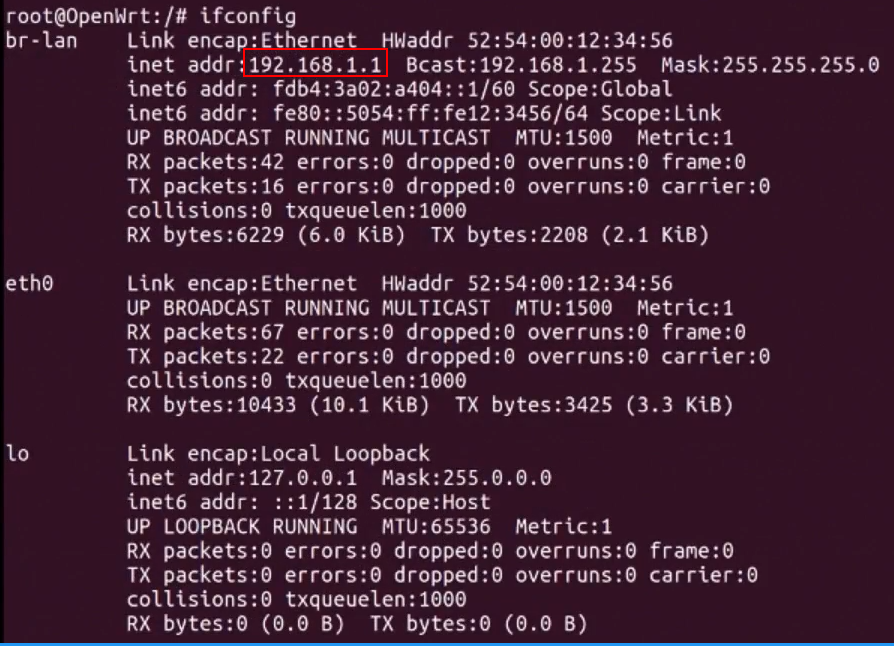 root@OpenWrt:/# ifconfig
br-lan    Link encap:Ethernet  HWaddr 52:54:00:12:34:56
          inet addr:192.168.1.1  Bcast:192.168.1.255  Mask:255.255.255.0
          inet6 addr: fdb4:3a02:a404::1/60 Scope:Global
          inet6 addr: fe80::5054:ff:fe12:3456/64 Scope:Link
          UP BROADCAST RUNNING MULTICAST  MTU:1500  Metric:1
          RX packets:42 errors:0 dropped:0 overruns:0 frame:0
          TX packets:16 errors:0 dropped:0 overruns:0 carrier:0
          collisions:0 txqueuelen:1000
          RX bytes:6229 (6.0 KiB)  TX bytes:2208 (2.1 KiB)

eth0      Link encap:Ethernet  HWaddr 52:54:00:12:34:56
          UP BROADCAST RUNNING MULTICAST  MTU:1500  Metric:1
          RX packets:67 errors:0 dropped:0 overruns:0 frame:0
          TX packets:22 errors:0 dropped:0 overruns:0 carrier:0
          collisions:0 txqueuelen:1000
          RX bytes:10433 (10.1 KiB)  TX bytes:3425 (3.3 KiB)

lo        Link encap:Local Loopback
          inet addr:127.0.0.1  Mask:255.0.0.0
          inet6 addr: ::1/128 Scope:Host
          UP LOOPBACK RUNNING  MTU:65536  Metric:1
          RX packets:0 errors:0 dropped:0 overruns:0 frame:0
          TX packets:0 errors:0 dropped:0 overruns:0 carrier:0
          collisions:0 txqueuelen:1000
          RX bytes:0 (0.0 B)  TX bytes:0 (0.0 B)